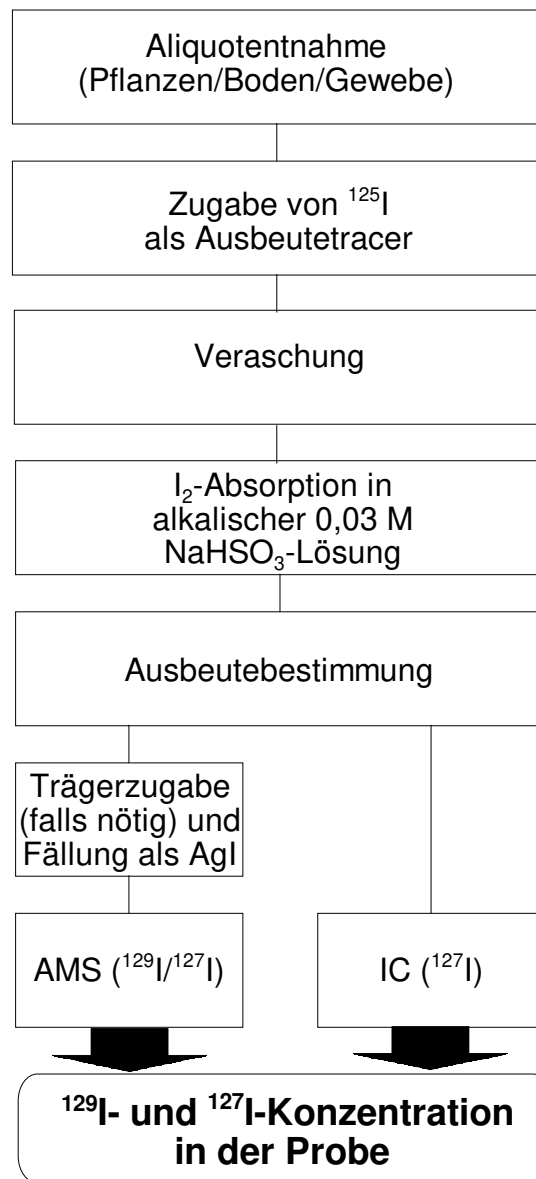 Aliquotentnahme
(Pflanzen/Boden/Gewebe)
Zugabe von ¹²⁵I
als Ausbeutetracer
Veraschung
I₂-Absorption in
alkalischer 0,03 M
NaHSO₃-Lösung
Ausbeutebestimmung
Trägerzugabe
(falls nötig) und
Fällung als AgI
AMS (¹²⁹I/¹²⁷I)
IC (¹²⁷I)
¹²⁹I- und ¹²⁷I-Konzentration
in der Probe